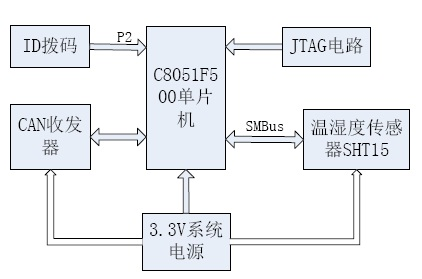 ID拨码
P2
JTAG电路
C8051F5
00单片
机
CAN收发
器
SMBus
温湿度传感
器SHT15
3.3V系统
电源